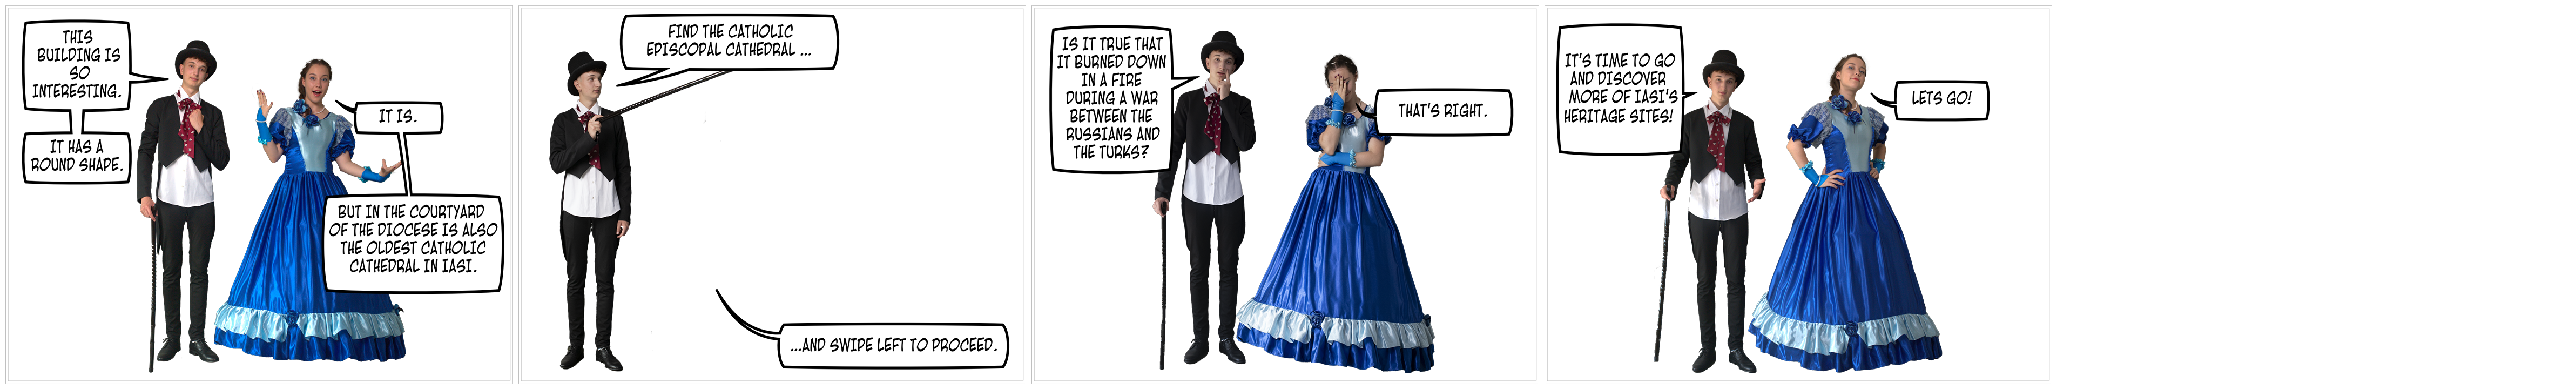 THIS
BUILDING IS
SO
INTERESTING.
IT HAS A
ROUND SHAPE.
IT IS.
BUT IN THE COURTYARD
OF THE DIOCESE IS ALSO
THE OLDEST CATHOLIC
CATHEDRAL IN IASI.
FIND THE CATHOLIC
EPISCOPAL CATHEDRAL ...
...AND SWIPE LEFT TO PROCEED.
IS IT TRUE THAT
IT BURNED DOWN
IN A FIRE
DURING A WAR
BETWEEN THE
RUSSIANS AND
THE TURKS?
THAT'S RIGHT.
IT'S TIME TO GO
AND DISCOVER
MORE OF IASI'S
HERITAGE SITES!
LETS GO!